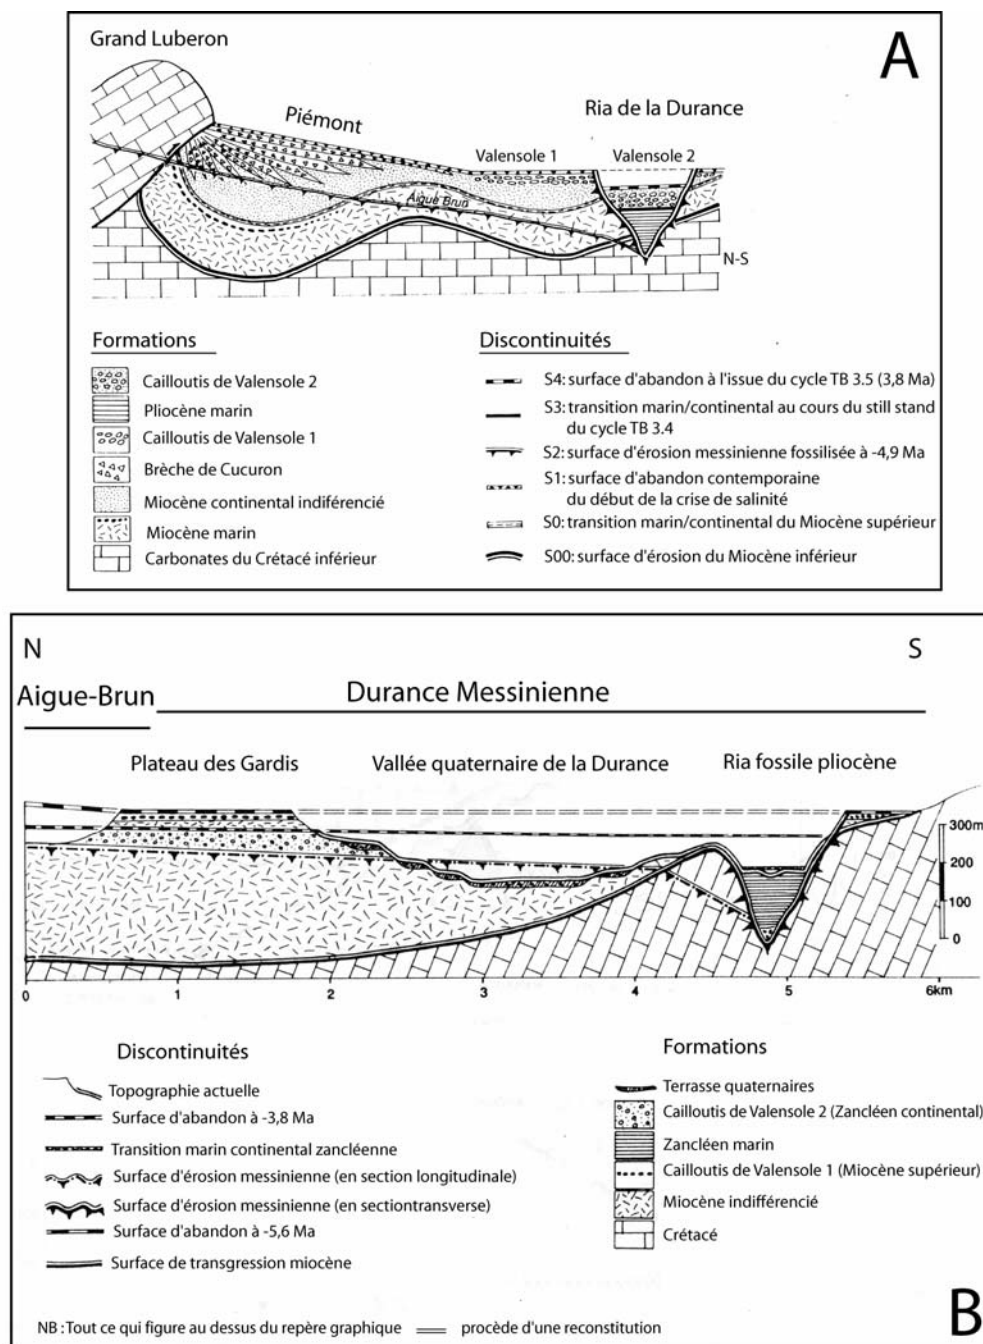 Grand Luberon
A
Piémont
Ria de la Durance
Valensole 1
Valensole 2
Aigue Brun
N-S
Formations
Cailloutis de Valensole 2
Pliocène marin
Cailloutis de Valensole 1
Brèche de Cucuron
Miocène continental indiférencié
Miocène marin
Carbonates du Crétacé inférieur
Discontinuités
S4: surface d'abandon à l'issue du cycle TB 3.5 (3,8 Ma)
S3: transition marin/continental au cours du still stand
du cycle TB 3.4
S2: surface d'érosion messinienne fossilisée à -4,9 Ma
S1: surface d'abandon contemporaine
du début de la crise de salinité
S0: transition marin/continental du Miocène supérieur
S00: surface d'érosion du Miocène inférieur
N
S
Aigue-Brun
Durance Messinienne
Plateau des Gardis
Vallée quaternaire de la Durance
Ria fossile pliocène
300m
200
100
0
0 1 2 3 4 5 6km
Discontinuités
Topographie actuelle
Surface d'abandon à -3,8 Ma
Transition marin continental zancléenne
Surface d'érosion messinienne (en section longitudinale)
Surface d'érosion messinienne (en sectiontransverse)
Surface d'abandon à -5,6 Ma
Surface de transgression miocène
Formations
Terrasse quaternaires
Cailloutis de Valensole 2 (Zancléen continental)
Zancléen marin
Cailloutis de Valensole 1 (Miocène supérieur)
Miocène indifférencié
Crétacé
B
NB : Tout ce qui figure au dessus du repère graphique procède d'une reconstitution